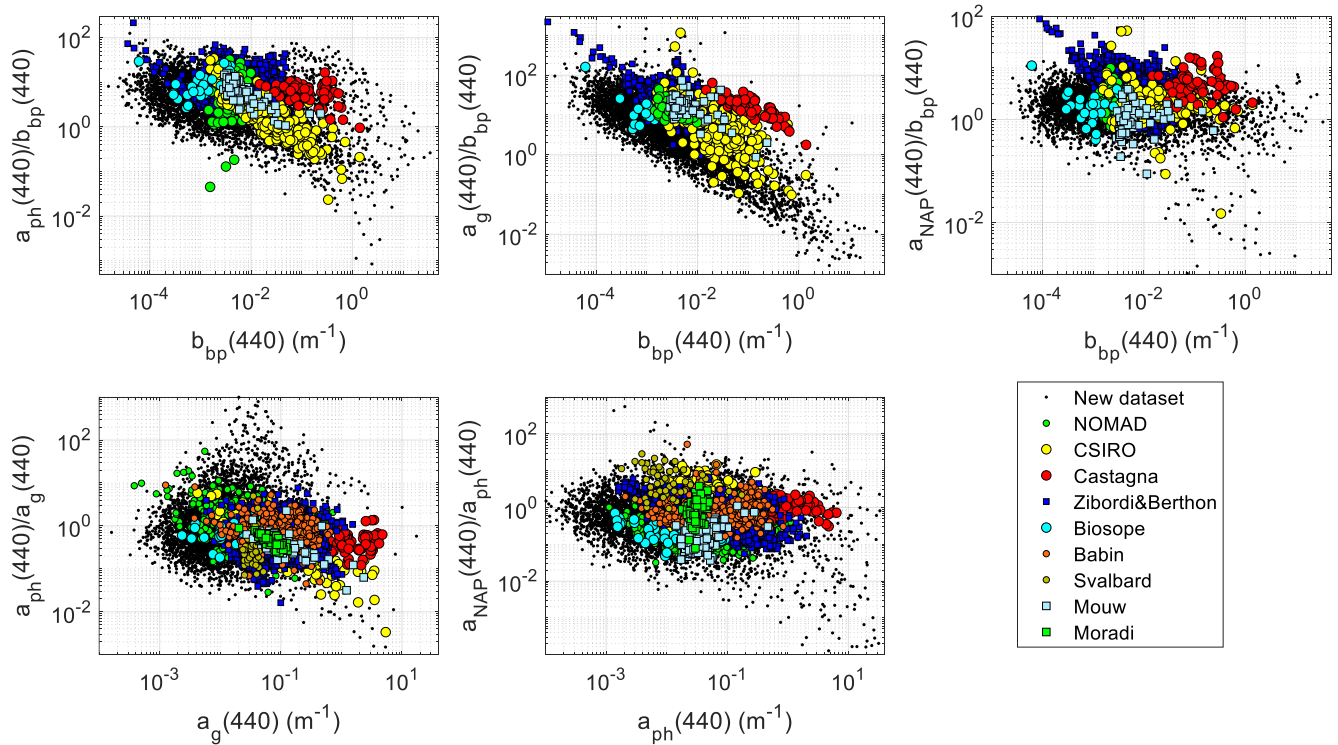 a_ph(440)/b_bp(440)
10^2
10^0
10^-2
10^-4
10^-2
10^0
b_bp(440) (m^-1)
a_g(440)/b_bp(440)
10^2
10^0
10^-2
10^-4
10^-2
10^0
b_bp(440) (m^-1)
a_NAP(440)/b_bp(440)
10^2
10^0
10^-2
10^-4
10^-2
10^0
b_bp(440) (m^-1)
a_ph(440)/a_g(440)
10^2
10^0
10^-2
10^-3
10^-1
10^1
a_g(440) (m^-1)
a_NAP(440)/a_ph(440)
10^2
10^0
10^-2
10^-3
10^-1
10^1
a_ph(440) (m^-1)
New dataset
NOMAD
CSIRO
Castagna
Zibordi&Berthon
Biosope
Babin
Svalbard
Mouw
Moradi